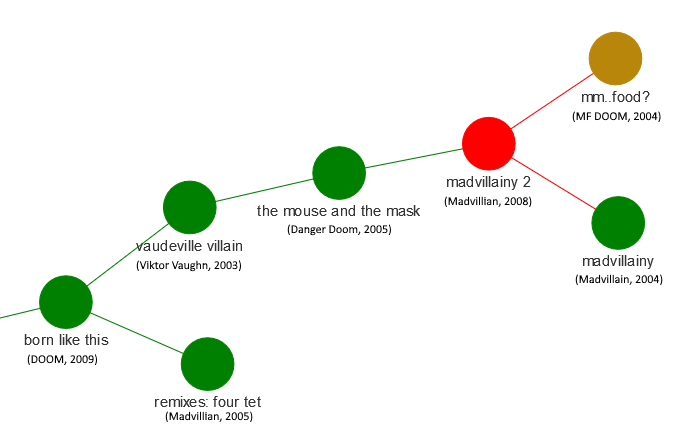 mm..food?
(MF DOOM, 2004)
madvillainy 2
(Madvillian, 2008)
the mouse and the mask
(Danger Doom, 2005)
vaudeville villain
(Viktor Vaughn, 2003)
madvillainy
(Madvillain, 2004)
born like this
(DOOM, 2009)
remixes: four tet
(Madvillian, 2005)